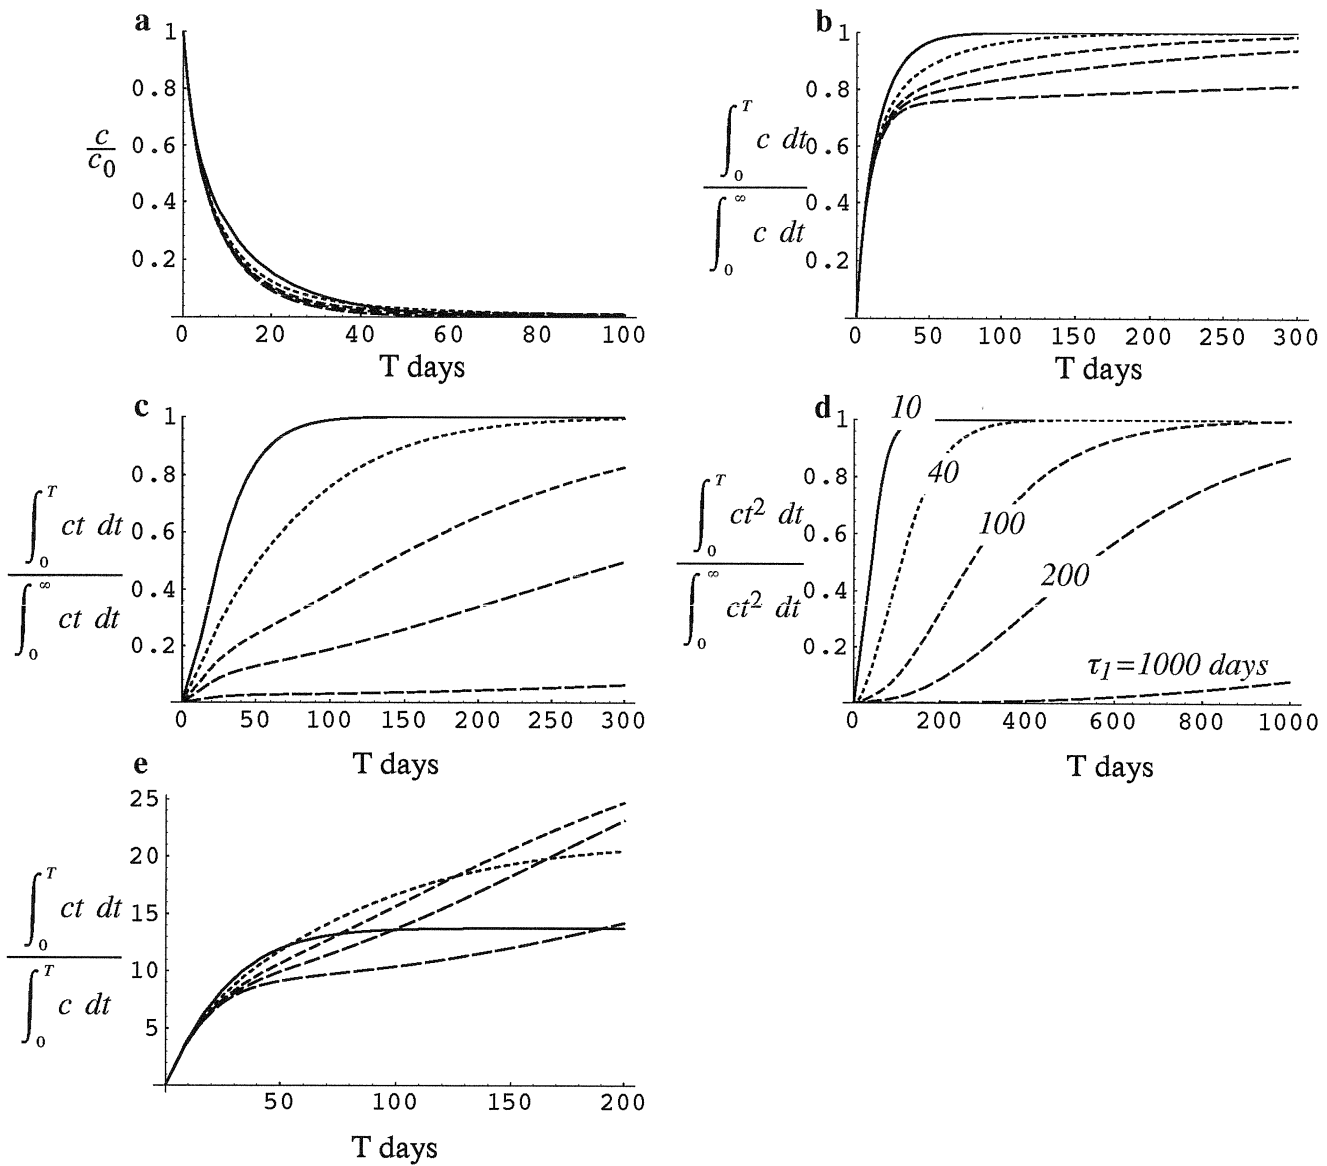 a
1
0.8
0.6
0.4
0.2
c
c0
0 20 40 60 80 100
T days
b
1
0.8
0.6
0.4
0.2
∫0T c dt
∫0∞ c dt
0 50 100 150 200 250 300
T days
c
1
0.8
0.6
0.4
0.2
∫0T ct dt
∫0∞ ct dt
0 50 100 150 200 250 300
T days
d
1
0.8
0.6
0.4
0.2
∫0T ct2 dt
∫0∞ ct2 dt
10
40
100
200
τ1=1000 days
0 200 400 600 800 1000
T days
e
25
20
15
10
5
∫0T ct dt
∫0T c dt
50 100 150 200
T days